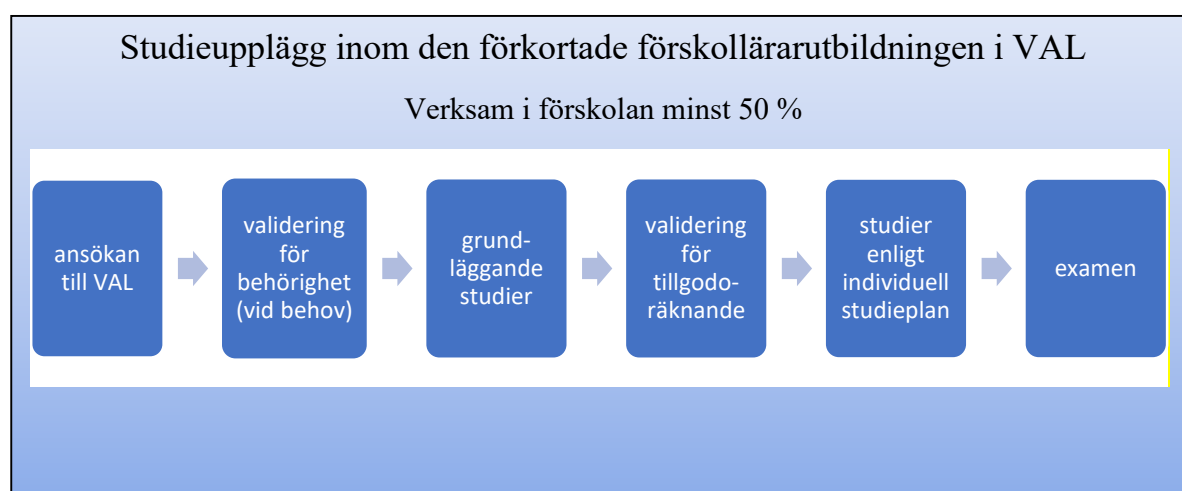 Studieupplägg inom den förkortade förskollärarutbildningen i VAL
Verksam i förskolan minst 50 %
ansökan
till VAL
validering
för
behörighet
(vid behov)
grund-
läggande
studier
validering
för
tillgodo-
räknande
studier
enligt
individuell
studieplan
examen